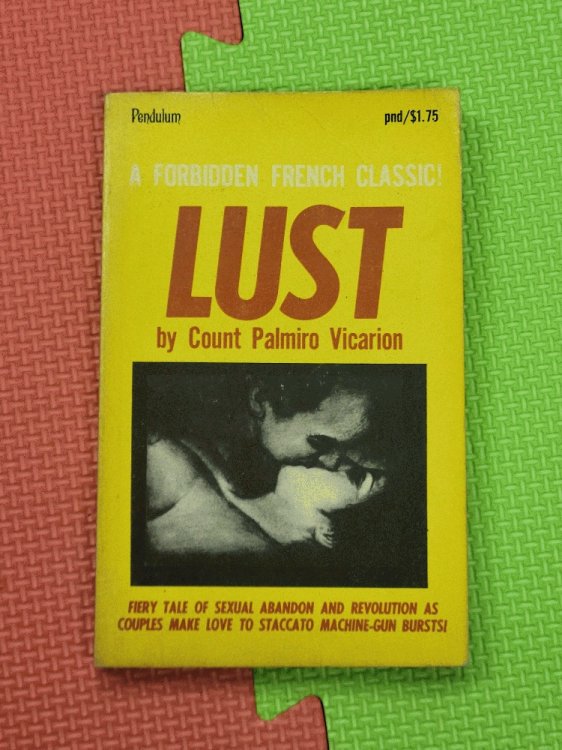 Pendulum
pnd/$1.75
A FORBIDDEN FRENCH CLASSIC!
LUST
by Count Palmiro Vicarion
FIERY TALE OF SEXUAL ABANDON AND REVOLUTION AS
COUPLES MAKE LOVE TO STACCATO MACHINE-GUN BURSTS!